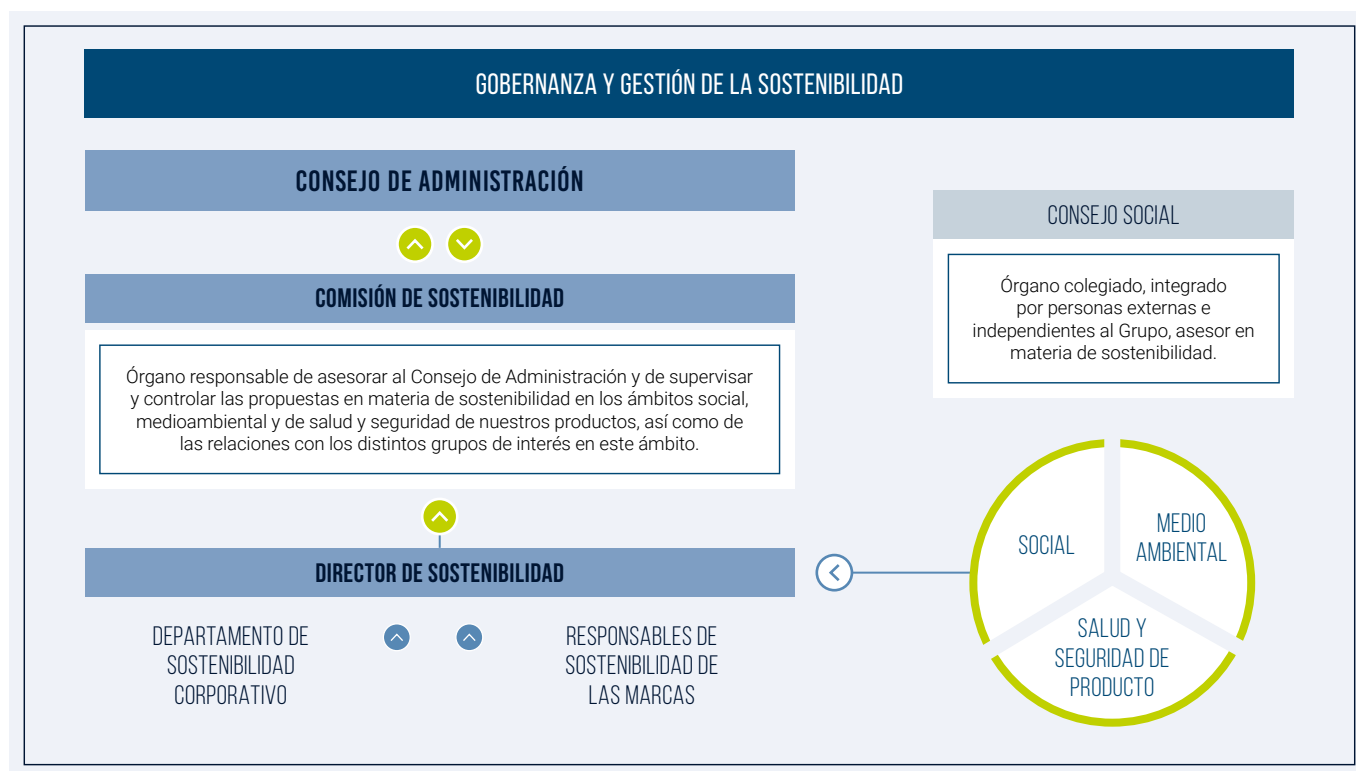 GOBERNANZA Y GESTIÓN DE LA SOSTENIBILIDAD
CONSEJO DE ADMINISTRACIÓN
COMISIÓN DE SOSTENIBILIDAD
Órgano responsable de asesorar al Consejo de Administración y de supervisar
y controlar las propuestas en materia de sostenibilidad en los ámbitos social,
medioambiental y de salud y seguridad de nuestros productos, así como de
las relaciones con los distintos grupos de interés en este ámbito.
DIRECTOR DE SOSTENIBILIDAD
DEPARTAMENTO DE
SOSTENIBILIDAD
CORPORATIVO
RESPONSABLES DE
SOSTENIBILIDAD DE
LAS MARCAS
CONSEJO SOCIAL
Órgano colegiado, integrado
por personas externas e
independientes al Grupo, asesor en
materia de sostenibilidad.
SOCIAL
MEDIO
AMBIENTAL
SALUD Y
SEGURIDAD DE
PRODUCTO